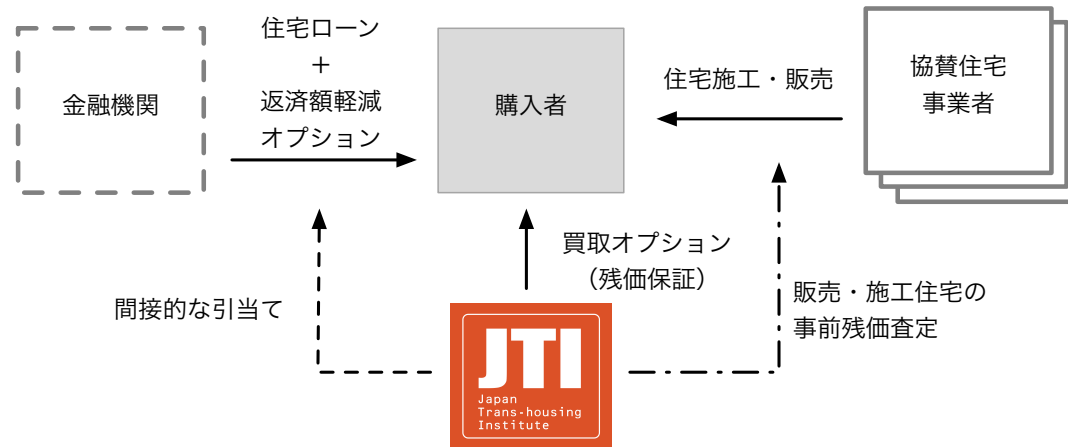 金融機関
住宅ローン
+
返済額軽減
オプション
購入者
住宅施工・販売
協賛住宅
事業者
間接的な引当て
買取オプション
（残価保証）
販売・施工住宅の
事前残価査定
JTI
Japan
Trans-housing
Institute